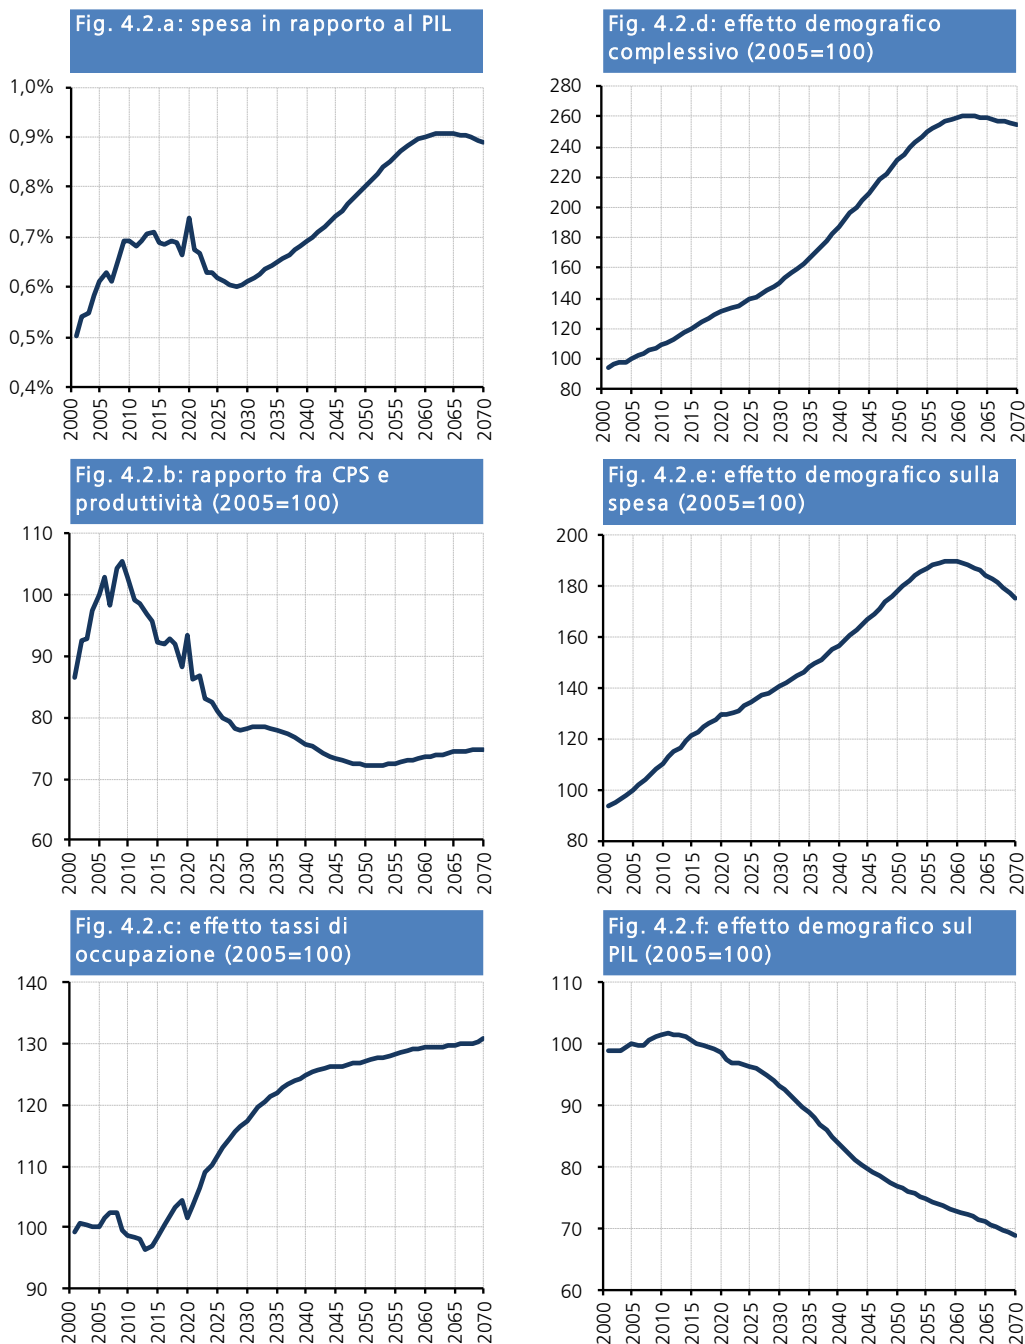 Fig. 4.2.a: spesa in rapporto al PIL
1,0%
0,9%
0,8%
0,7%
0,6%
0,5%
0,4%
2000 2005 2010 2015 2020 2025 2030 2035 2040 2045 2050 2055 2060 2065 2070
Fig. 4.2.d: effetto demografico
complessivo (2005=100)
280
260
240
220
200
180
160
140
120
100
80
2000 2005 2010 2015 2020 2025 2030 2035 2040 2045 2050 2055 2060 2065 2070
Fig. 4.2.b: rapporto fra CPS e
produttività (2005=100)
110
100
90
80
70
60
2000 2005 2010 2015 2020 2025 2030 2035 2040 2045 2050 2055 2060 2065 2070
Fig. 4.2.e: effetto demografico sulla
spesa (2005=100)
200
180
160
140
120
100
80
2000 2005 2010 2015 2020 2025 2030 2035 2040 2045 2050 2055 2060 2065 2070
Fig. 4.2.c: effetto tassi di
occupazione (2005=100)
140
130
120
110
100
90
2000 2005 2010 2015 2020 2025 2030 2035 2040 2045 2050 2055 2060 2065 2070
Fig. 4.2.f: effetto demografico sul
PIL (2005=100)
110
100
90
80
70
60
2000 2005 2010 2015 2020 2025 2030 2035 2040 2045 2050 2055 2060 2065 2070